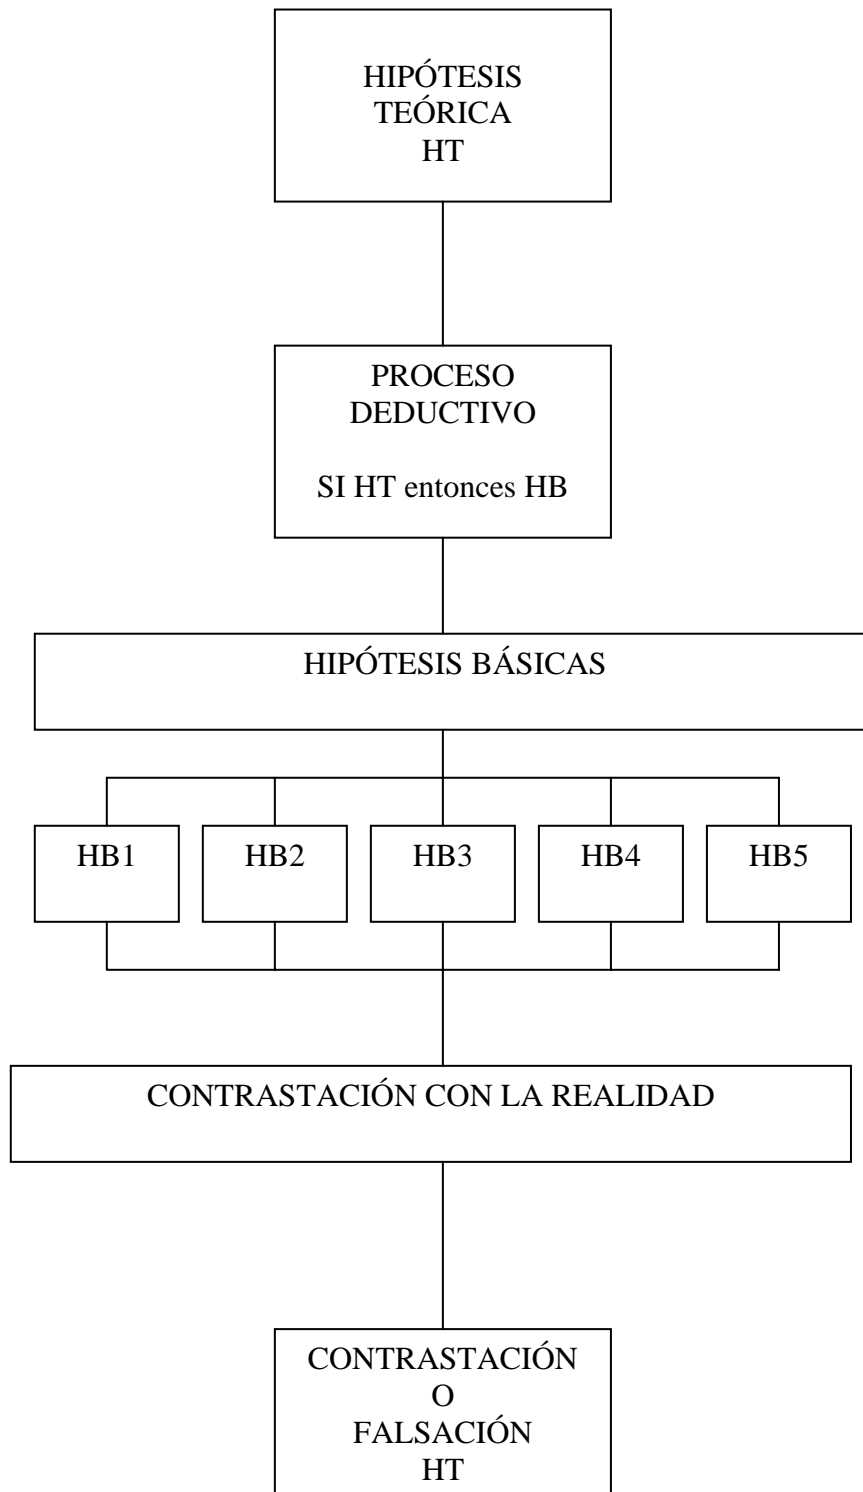 HIPÓTESIS
TEÓRICA
HT
PROCESO
DEDUCTIVO
SI HT entonces HB
HIPÓTESIS BÁSICAS
HB1 HB2 HB3 HB4 HB5
CONTRASTACIÓN CON LA REALIDAD
CONTRASTACIÓN
O
FALSACIÓN
HT